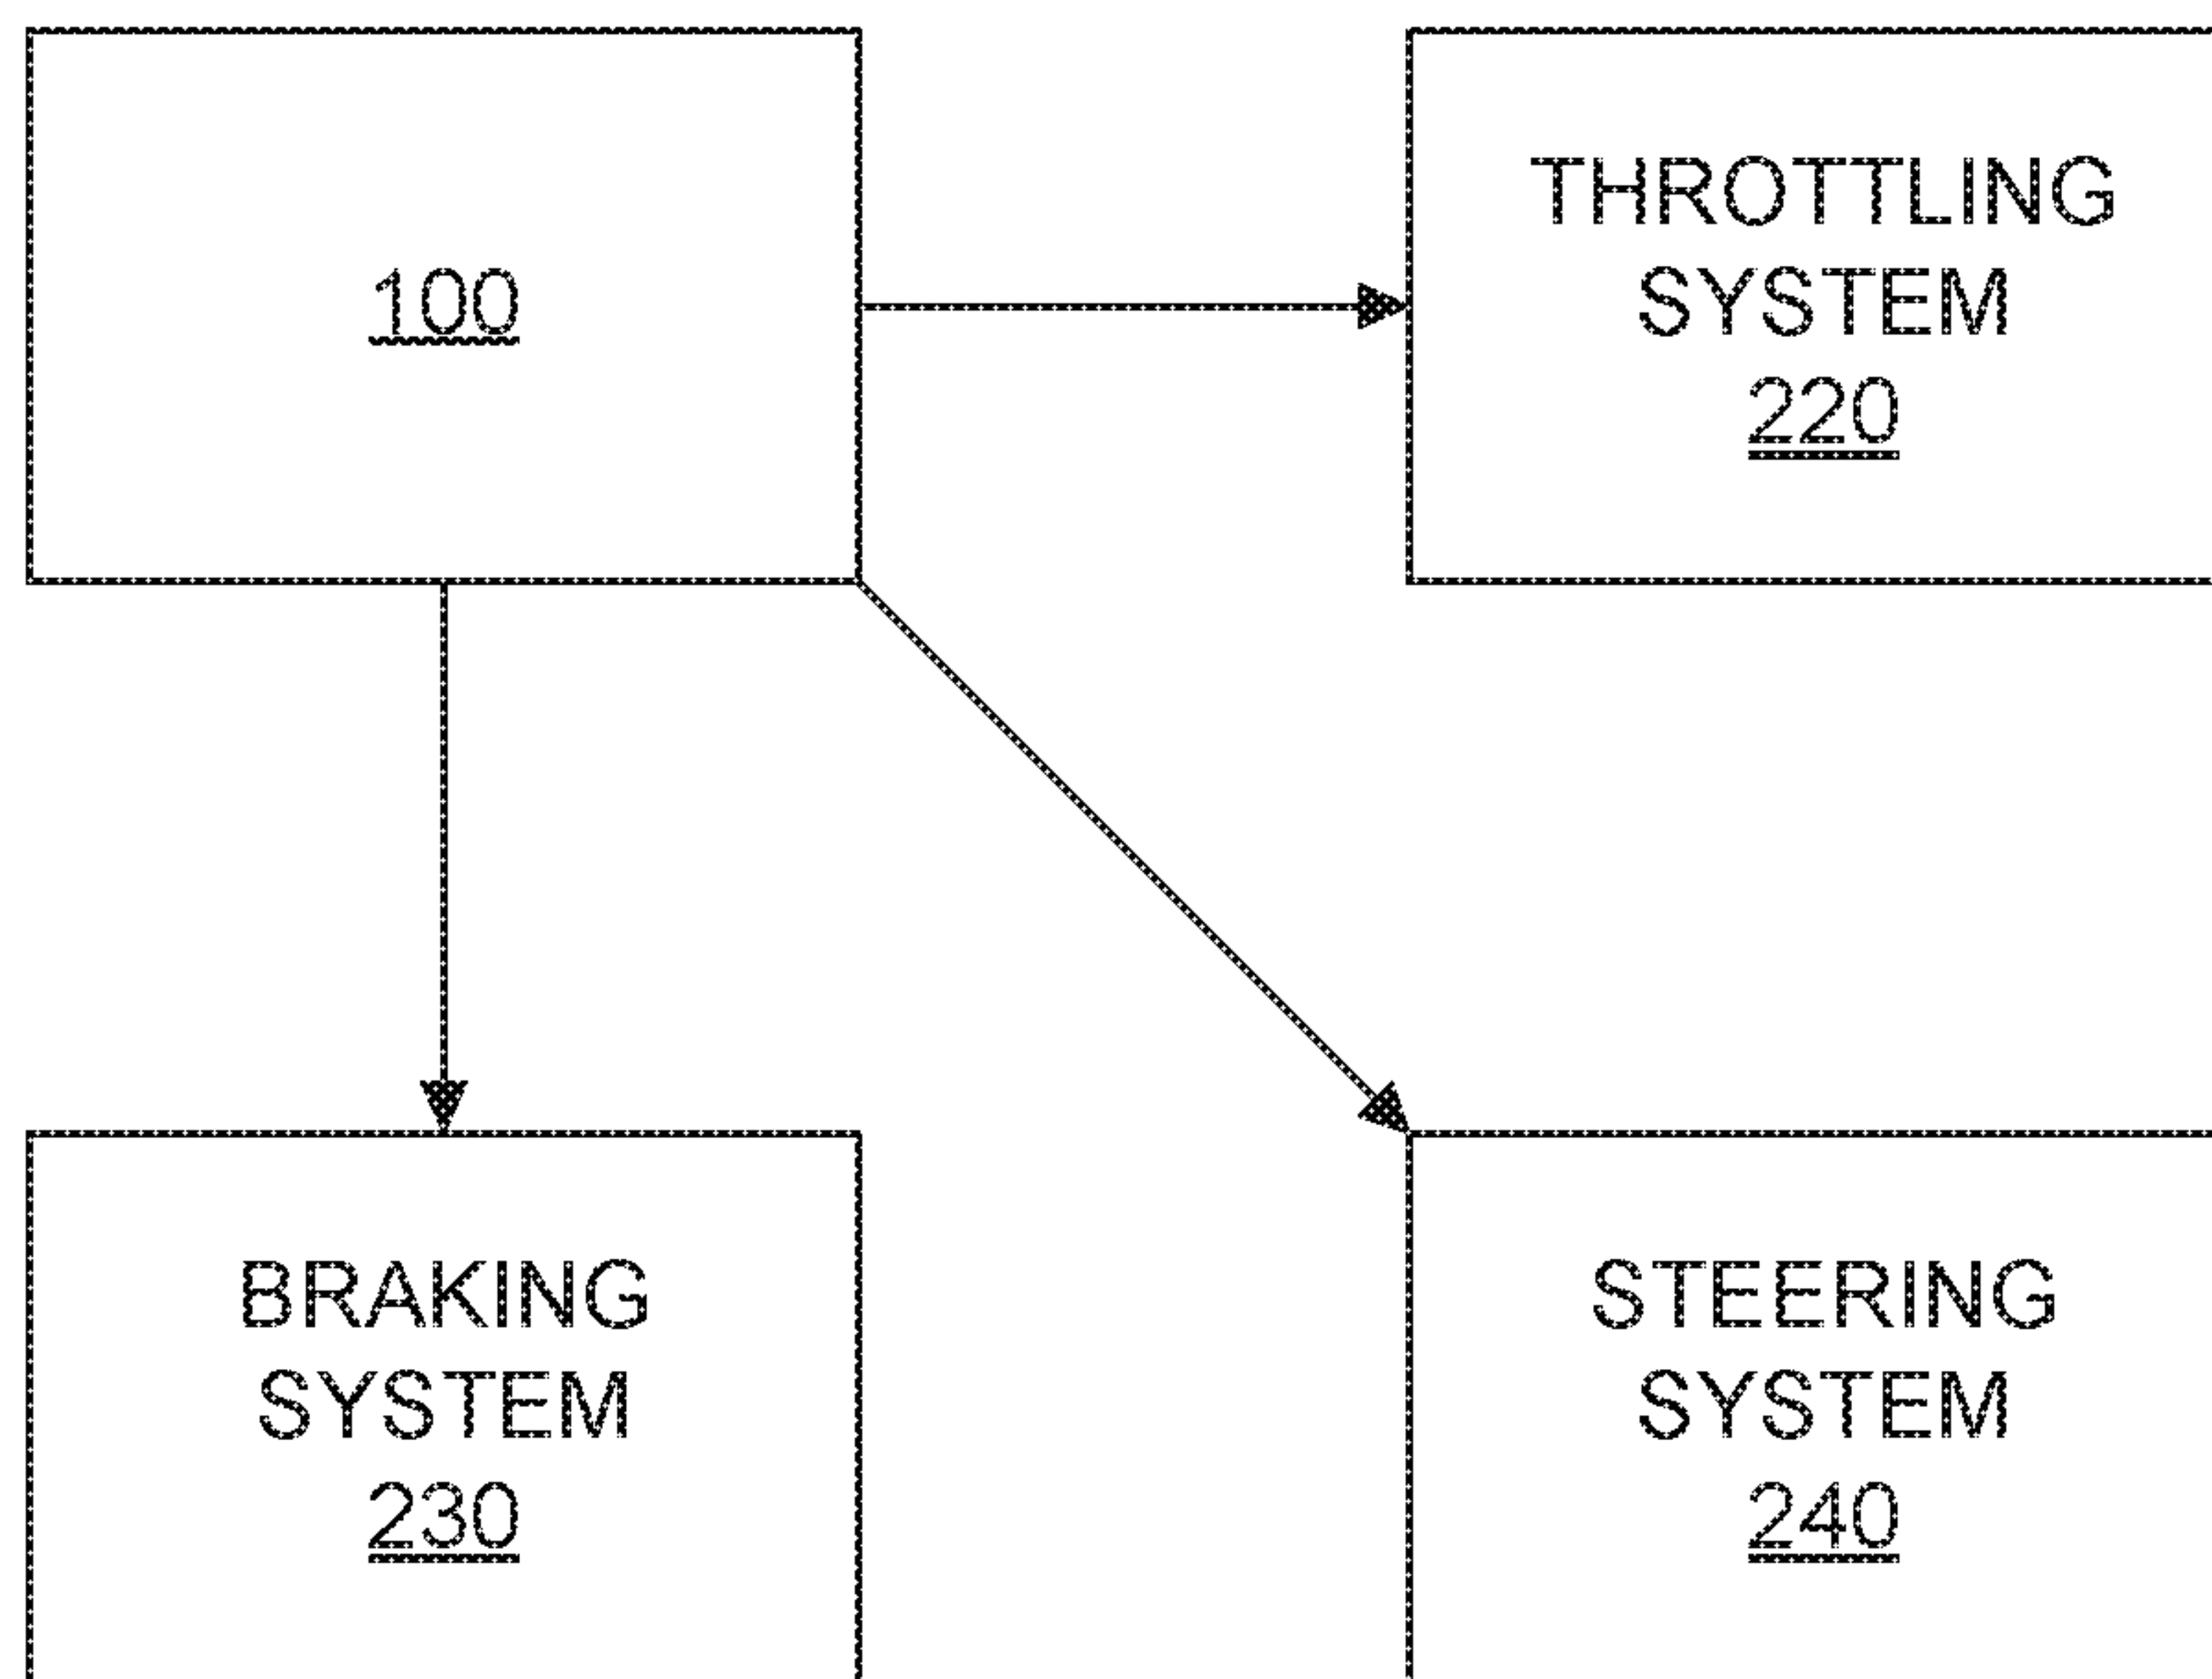 100
THROTTLING
SYSTEM
220
BRAKING
SYSTEM
230
STEERING
SYSTEM
240